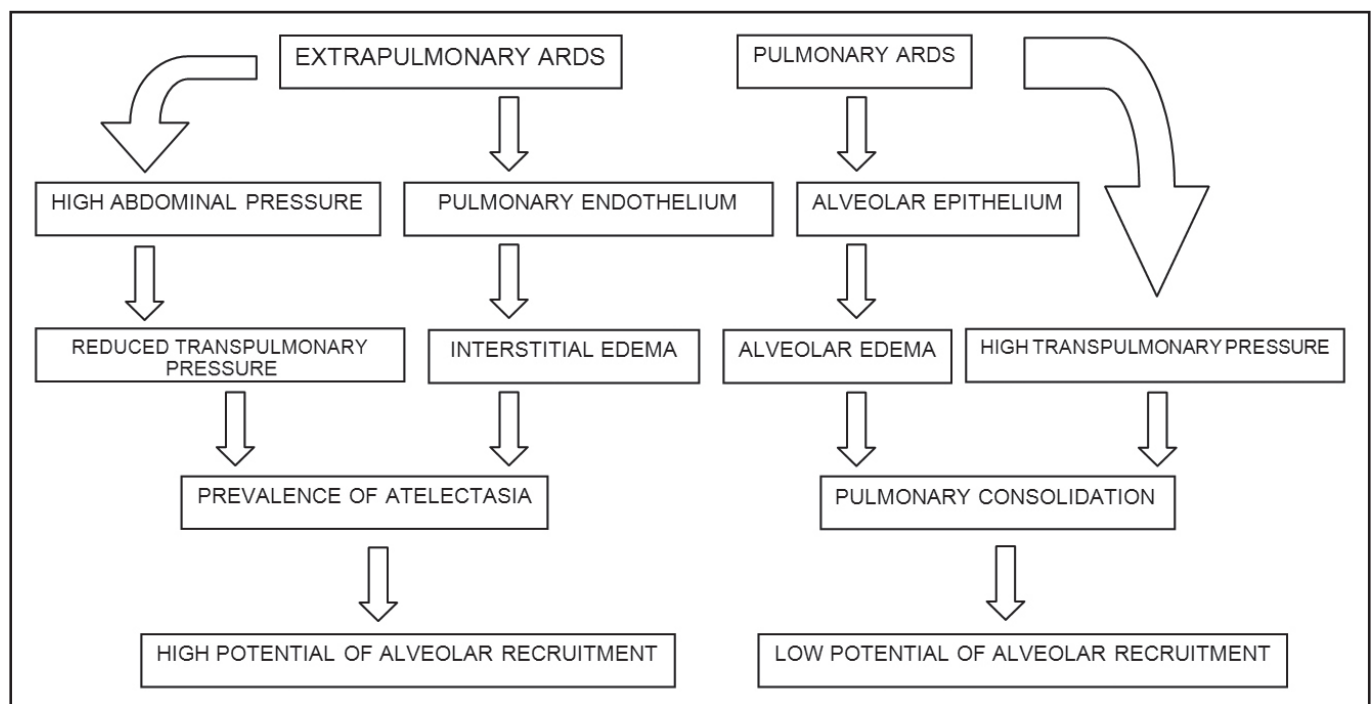 EXTRAPULMONARY ARDS
PULMONARY ARDS
HIGH ABDOMINAL PRESSURE
PULMONARY ENDOTHELIUM
ALVEOLAR EPITHELIUM
REDUCED TRANSPULMONARY
PRESSURE
INTERSTITIAL EDEMA
ALVEOLAR EDEMA
HIGH TRANSPULMONARY PRESSURE
PREVALENCE OF ATELECTASIA
PULMONARY CONSOLIDATION
HIGH POTENTIAL OF ALVEOLAR RECRUITMENT
LOW POTENTIAL OF ALVEOLAR RECRUITMENT